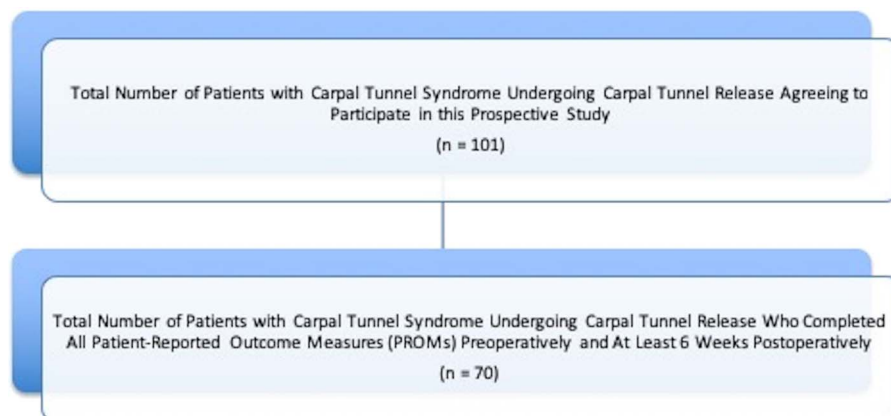 Total Number of Patients with Carpal Tunnel Syndrome Undergoing Carpal Tunnel Release Agreeing to
Participate in this Prospective Study
(n = 101)
Total Number of Patients with Carpal Tunnel Syndrome Undergoing Carpal Tunnel Release Who Completed
All Patient-Reported Outcome Measures (PROMs) Preoperatively and At Least 6 Weeks Postoperatively
(n = 70)